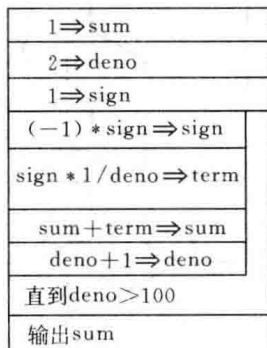 1⇒sum
2⇒deno
1⇒sign
(-1) * sign⇒sign
sign * 1/deno⇒term
sum+term⇒sum
deno+1⇒deno
直到deno>100
输出sum